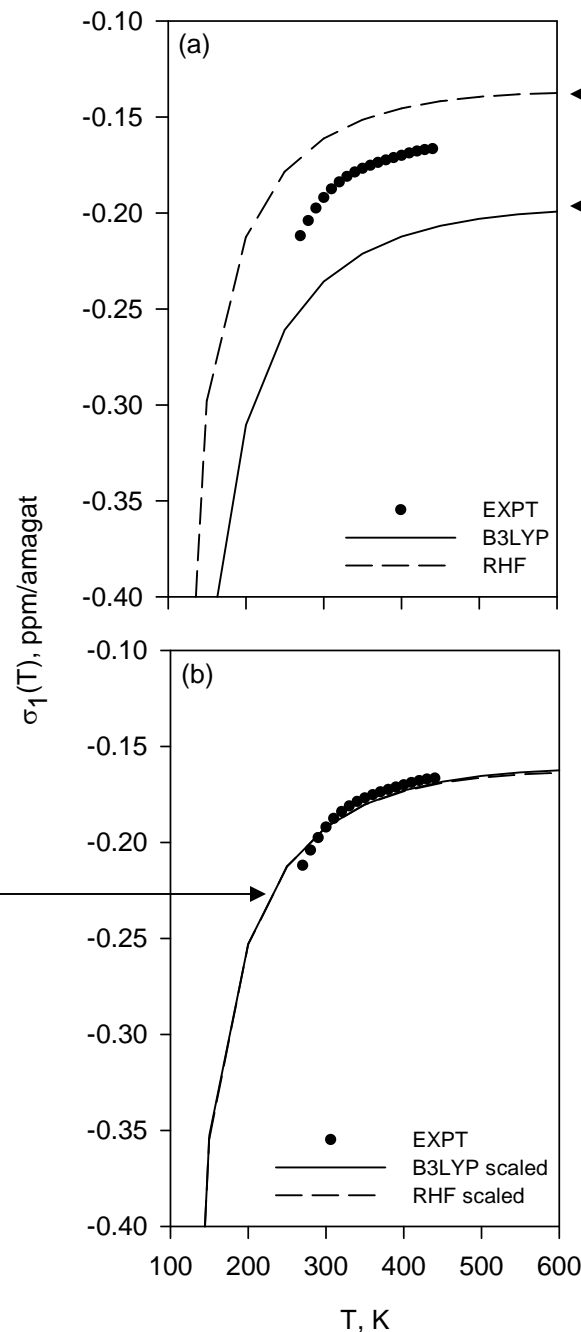 (a)
-0.10
-0.15
-0.20
-0.25
-0.30
-0.35
-0.40
EXPT
B3LYP
RHF
σ1(T), ppm/amagat
(b)
-0.10
-0.15
-0.20
-0.25
-0.30
-0.35
-0.40
EXPT
B3LYP scaled
RHF scaled
100 200 300 400 500 600
T, K